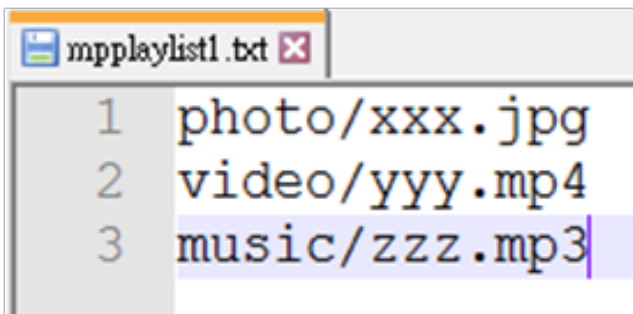 mpplaylist1.txt
1 photo/xxx.jpg
2 video/yyy.mp4
3 music/zzz.mp3